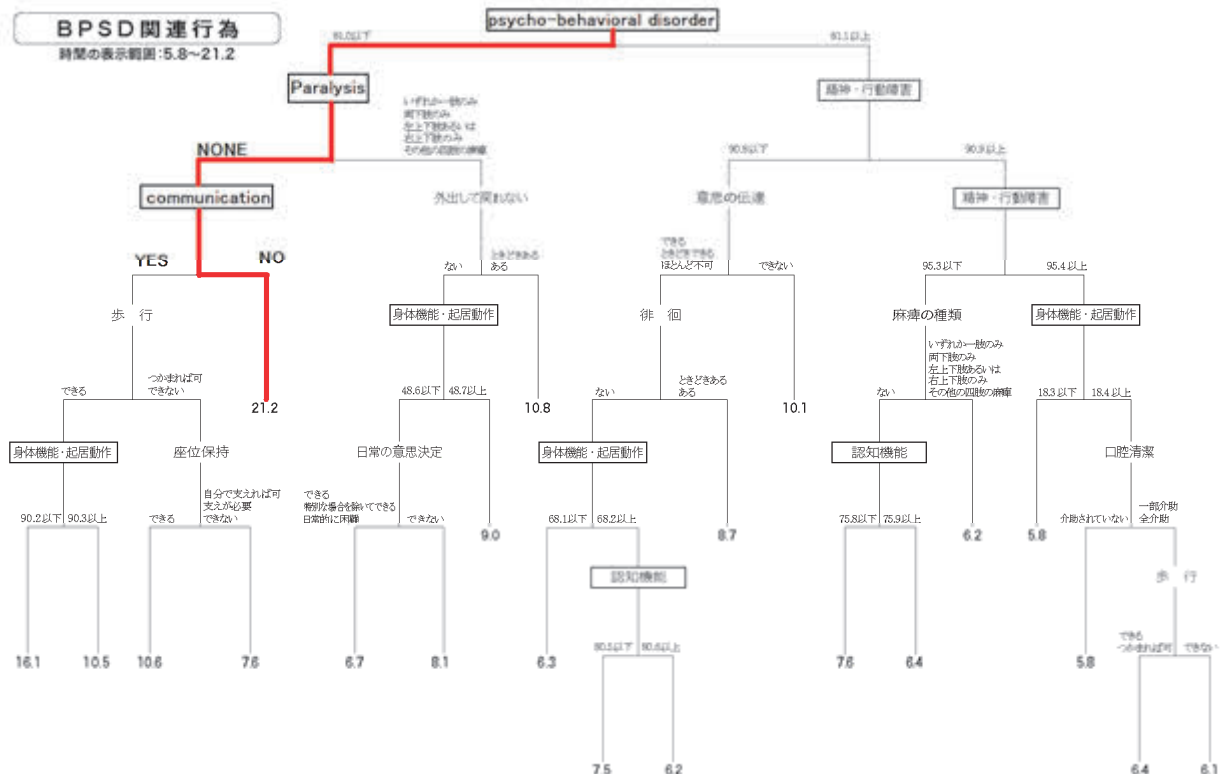 BPSD関連行為
時間の表示範囲:5.8～21.2
psycho-behavioral disorder
61.0以下
61.1以上
Paralysis
精神・行動障害
いずれか一肢のみ
両下肢のみ
左上下肢あるいは
右上下肢のみ
その他の四肢の麻痺
NONE
90.8以下
90.9以上
communication
外出して戻れない
意思の伝達
精神・行動障害
YES
NO
ない
ときどきある
ある
できる
ときどきできる
ほとんど不可
できない
95.3以下
95.4以上
歩 行
身体機能・起居動作
徘 徊
麻痺の種類
身体機能・起居動作
できる
つかまれば可
できない
21.2
48.6以下
48.7以上
10.8
ない
ときどきある
ある
10.1
ない
いずれか一肢のみ
両下肢のみ
左上下肢あるいは
右上下肢のみ
その他の四肢の麻痺
18.3以下
18.4以上
身体機能・起居動作
座位保持
日常の意思決定
身体機能・起居動作
認知機能
口腔清潔
90.2以下
90.3以上
できる
自分で支えれば可
支えが必要
できない
できる
特別な場合を除いてできる
日常的に困難
できない
9.0
68.1以下
68.2以上
8.7
75.8以下
75.9以上
6.2
5.8
介助されていない
一部介助
全介助
認知機能
歩 行
16.1
10.5
10.6
7.6
6.7
8.1
6.3
80.5以下
80.6以上
7.6
6.4
5.8
できる
つかまれば可
できない
7.5
6.2
6.4
6.1